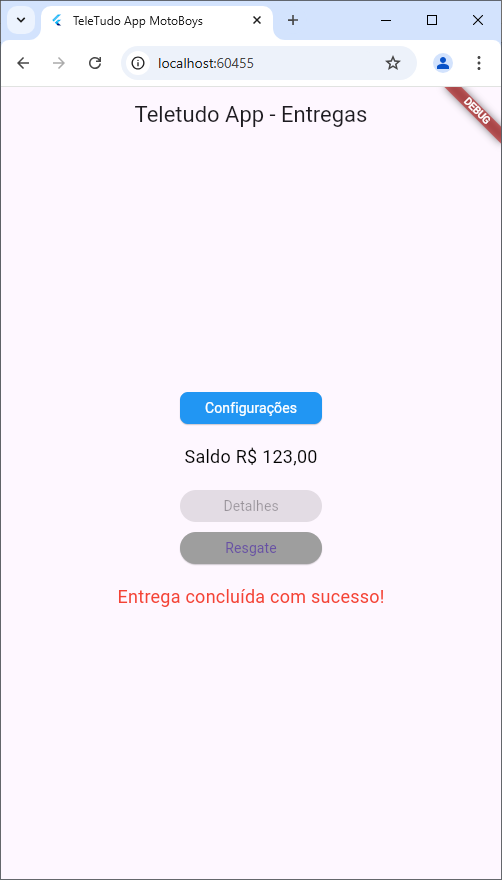 TeleTudo App MotoBoys
localhost:60455
Teletudo App - Entregas
DEBUG
Configurações
Saldo R$ 123,00
Detalhes
Resgate
Entrega concluída com sucesso!